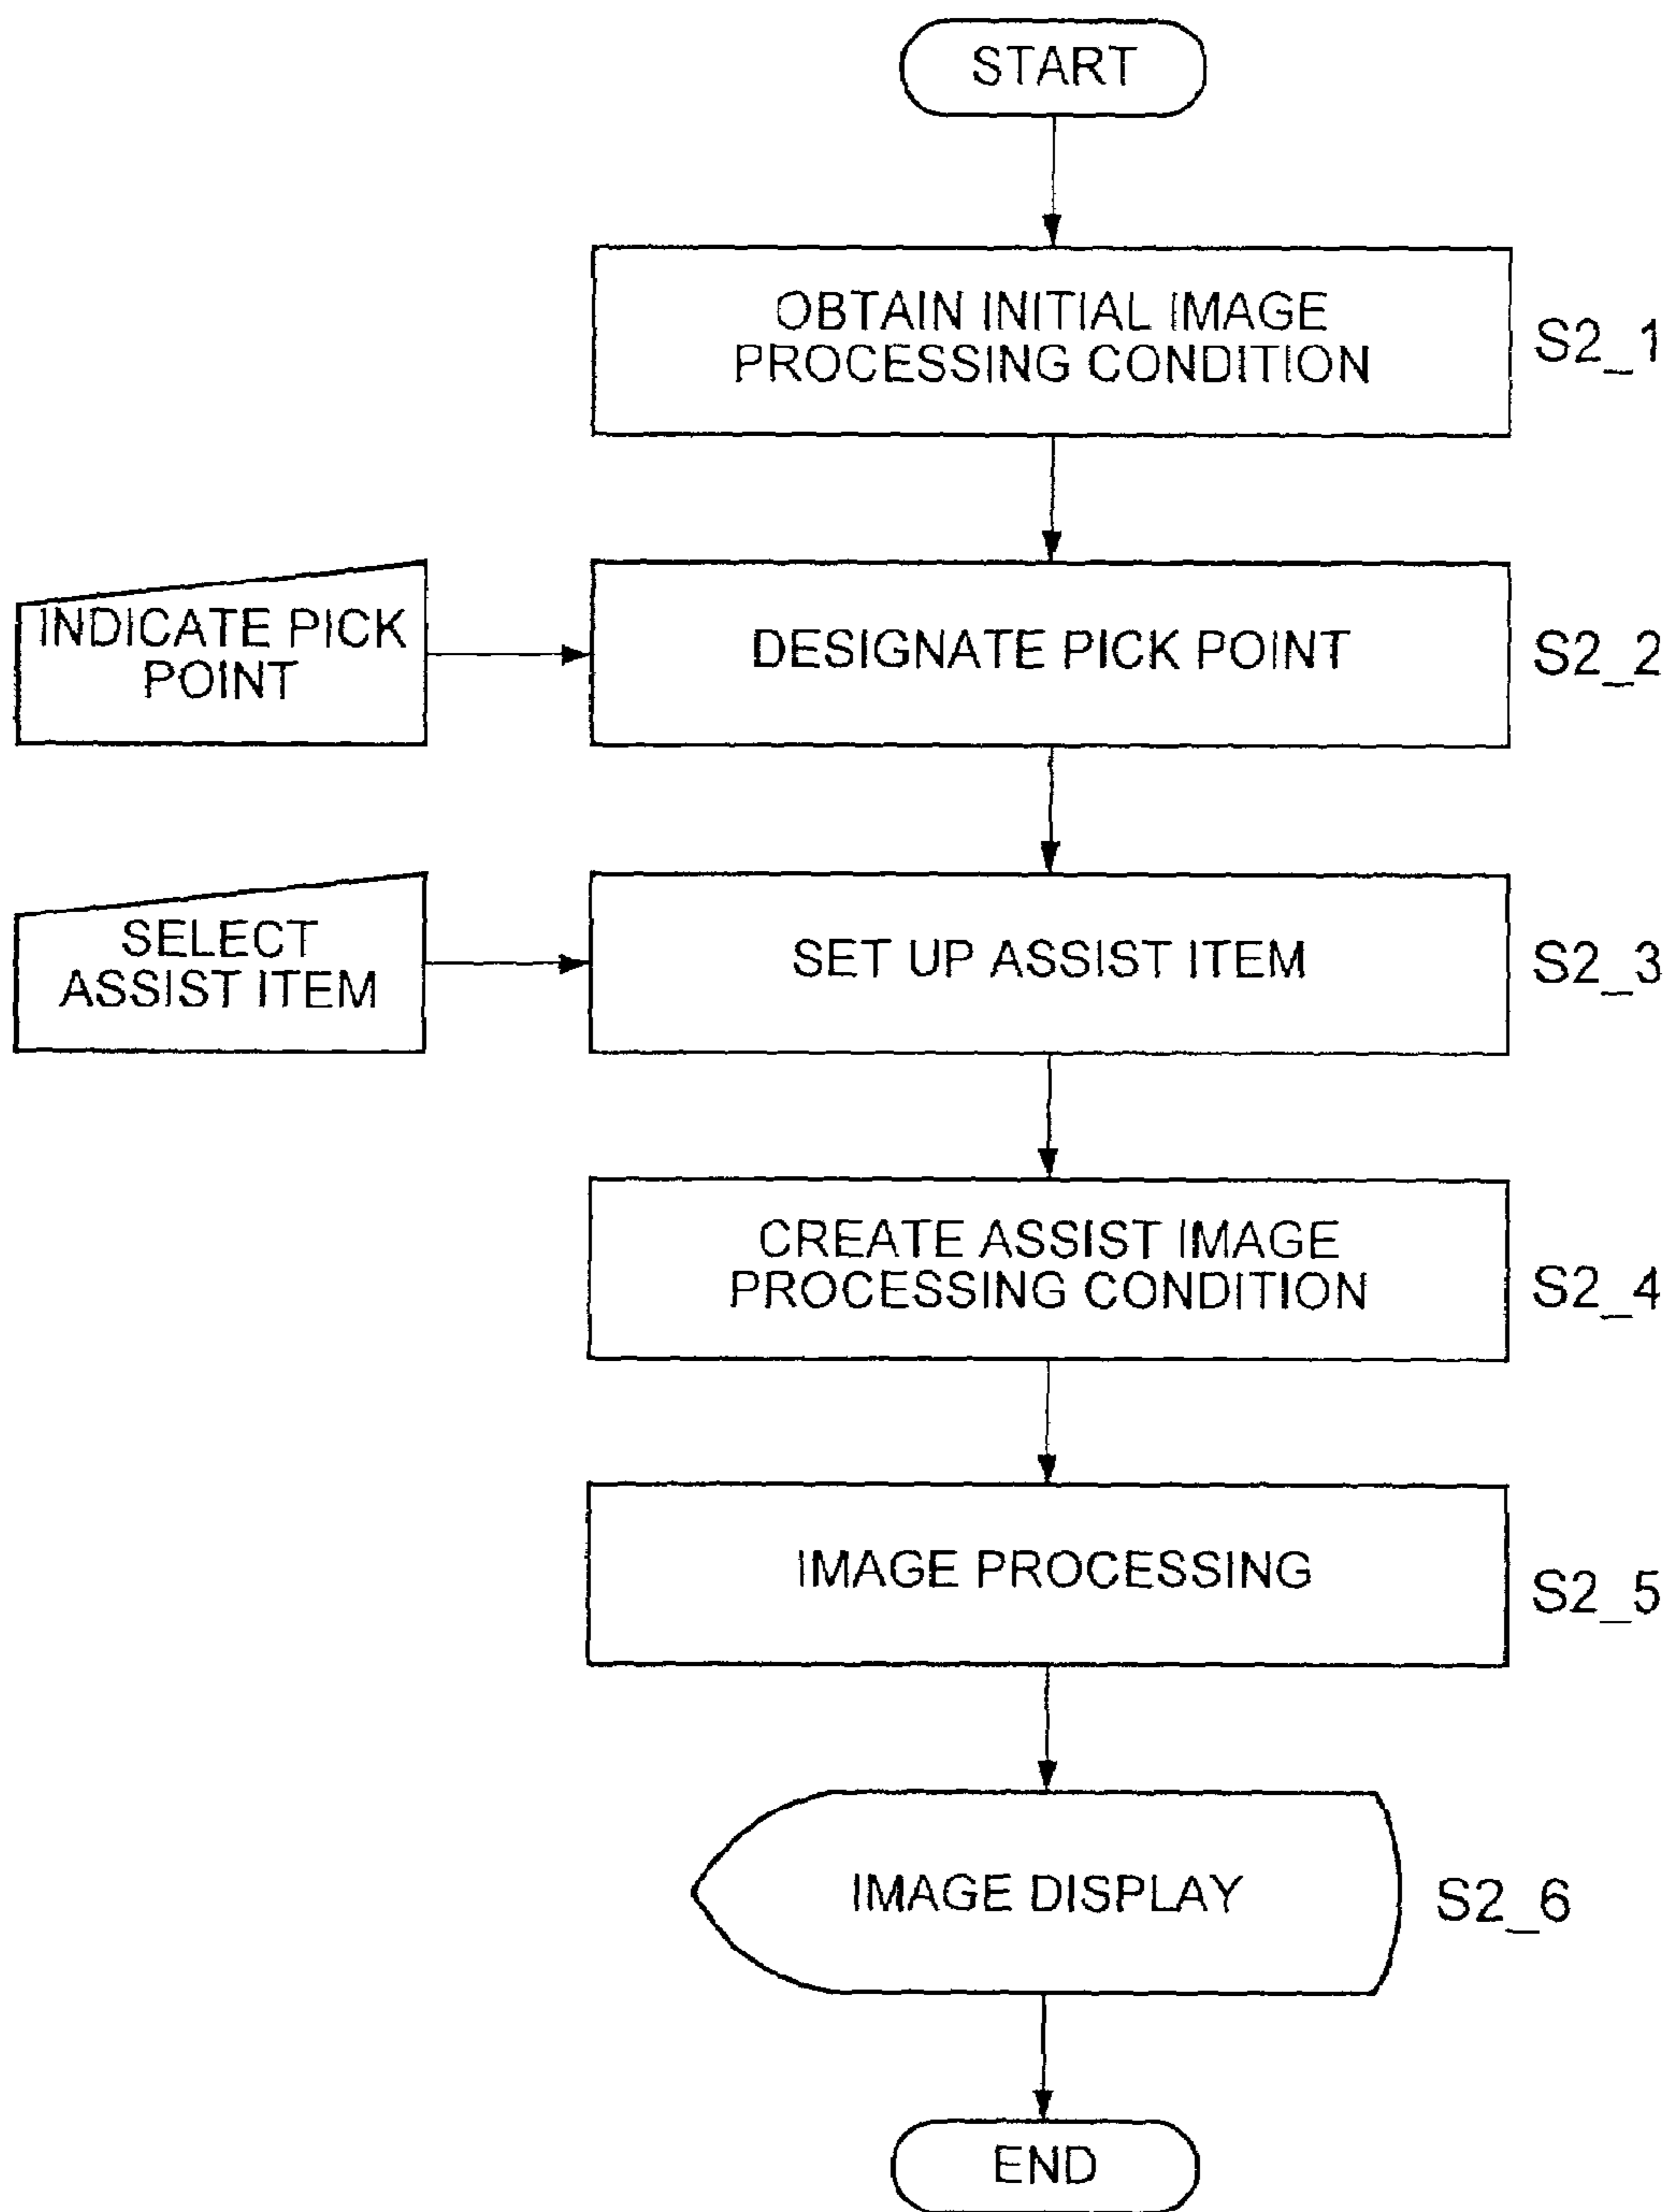 START
OBTAIN INITIAL IMAGE
PROCESSING CONDITION
S2_1
INDICATE PICK
POINT
DESIGNATE PICK POINT
S2_2
SELECT
ASSIST ITEM
SET UP ASSIST ITEM
S2_3
CREATE ASSIST IMAGE
PROCESSING CONDITION
S2_4
IMAGE PROCESSING
S2_5
IMAGE DISPLAY
S2_6
END